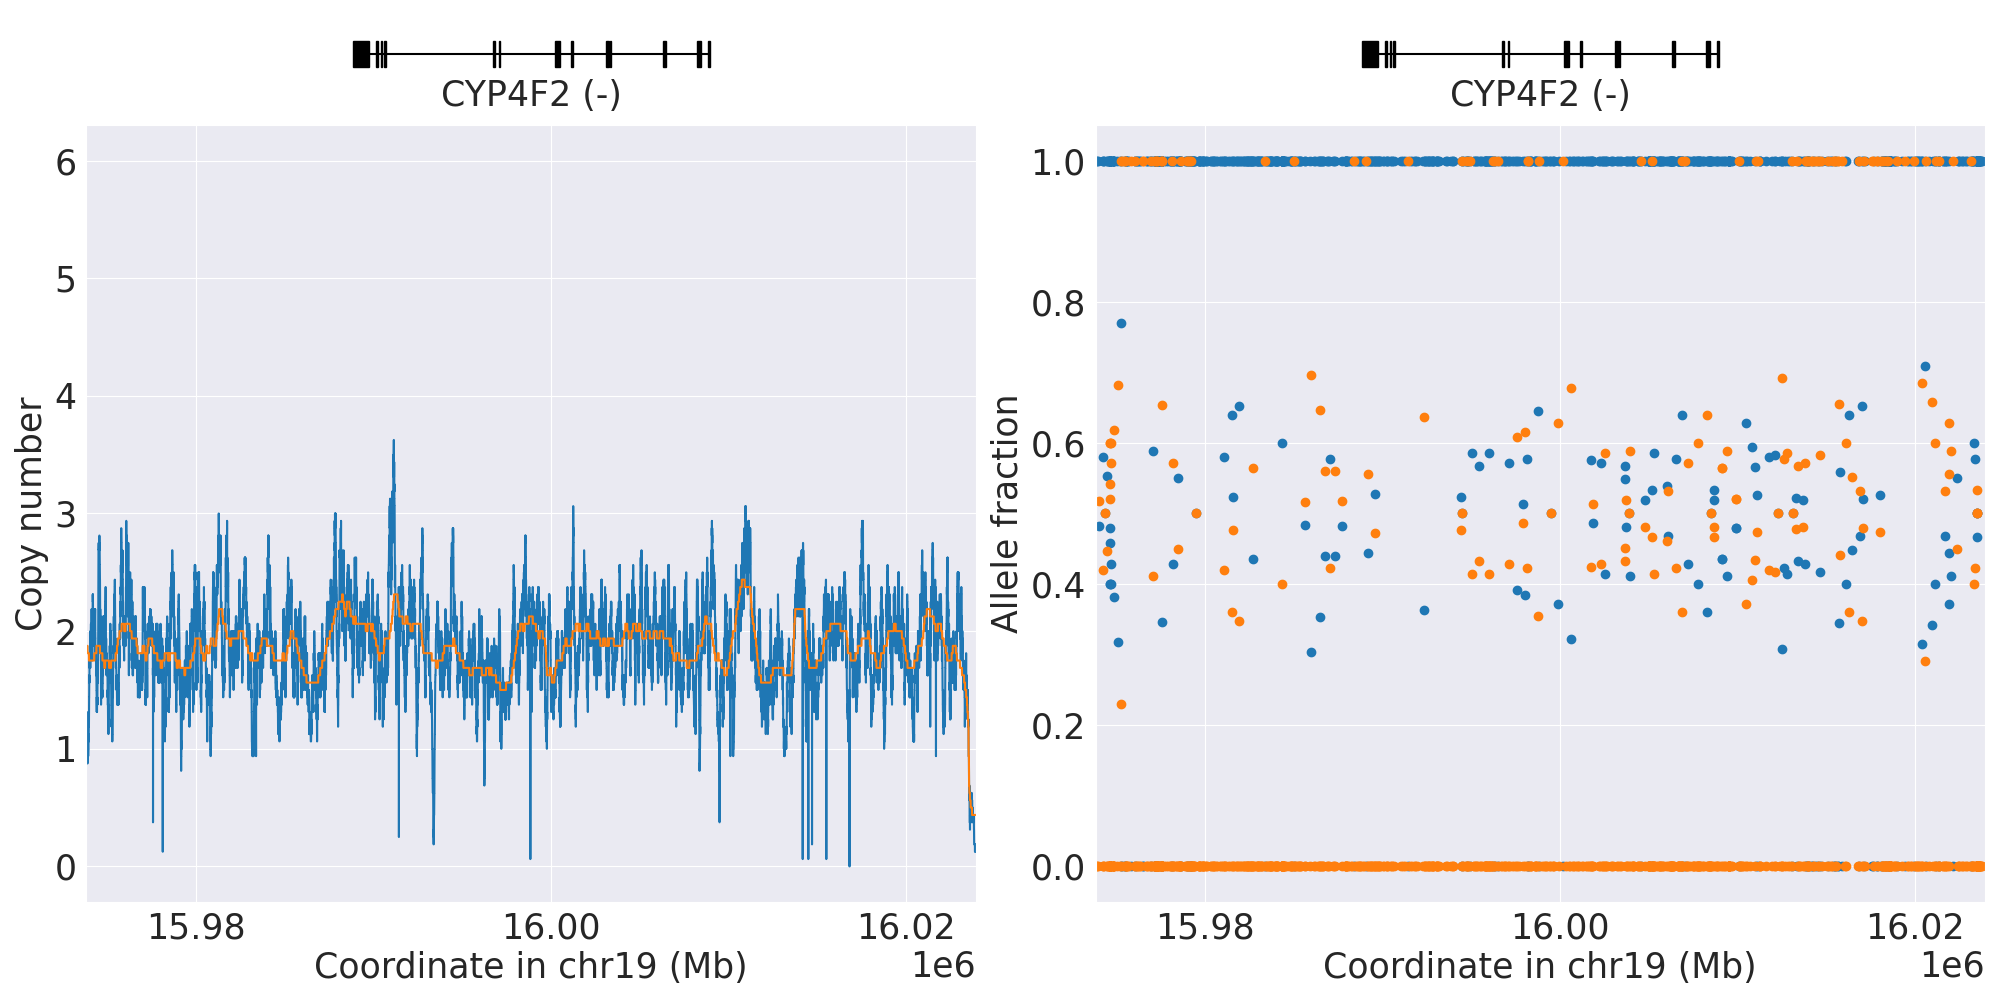 CYP4F2 (-)
6
5
4
3
2
1
0
Copy number
15.98
16.00
16.02
Coordinate in chr19 (Mb)
1e6
CYP4F2 (-)
1.0
0.8
0.6
0.4
0.2
0.0
Allele fraction
15.98
16.00
16.02
Coordinate in chr19 (Mb)
1e6